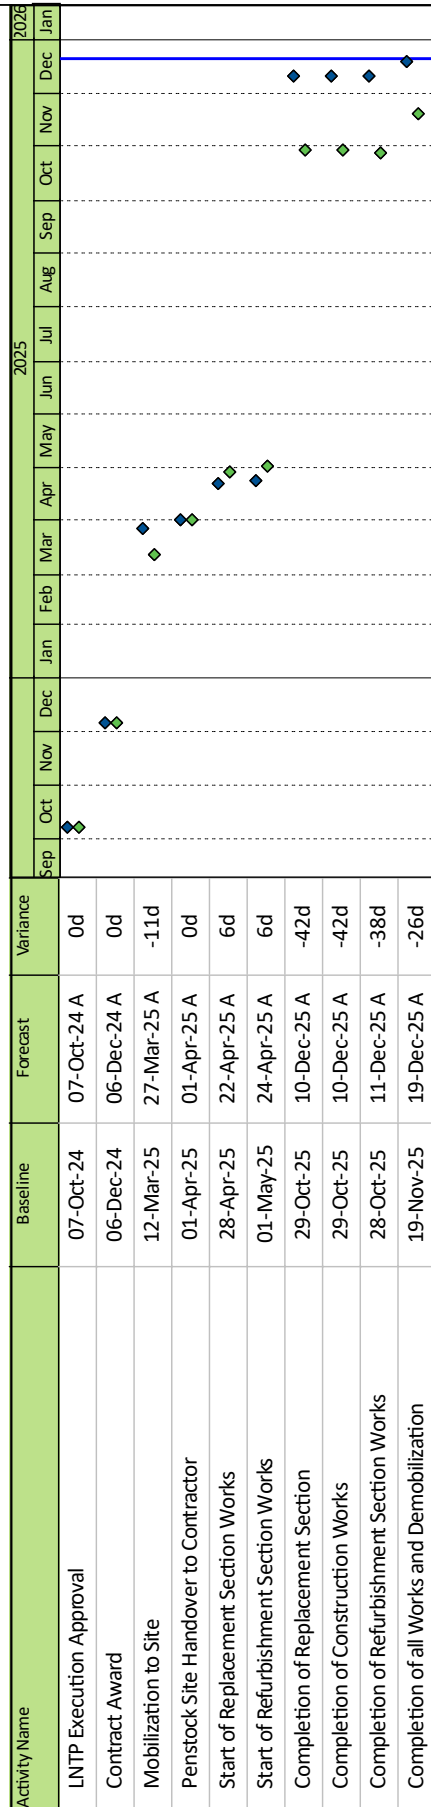 Activity Name Baseline Forecast Variance 2025 2026
Sep Oct Nov Dec Jan Feb Mar Apr May Jun Jul Aug Sep Oct Nov Dec Jan
LNTP Execution Approval 07-Oct-24 07-Oct-24 A 0d
Contract Award 06-Dec-24 06-Dec-24 A 0d
Mobilization to Site 12-Mar-25 27-Mar-25 A -11d
Penstock Site Handover to Contractor 01-Apr-25 01-Apr-25 A 0d
Start of Replacement Section Works 28-Apr-25 22-Apr-25 A 6d
Start of Refurbishment Section Works 01-May-25 24-Apr-25 A 6d
Completion of Replacement Section 29-Oct-25 10-Dec-25 A -42d
Completion of Construction Works 29-Oct-25 10-Dec-25 A -42d
Completion of Refurbishment Section Works 28-Oct-25 11-Dec-25 A -38d
Completion of all Works and Demobilization 19-Nov-25 19-Dec-25 A -26d